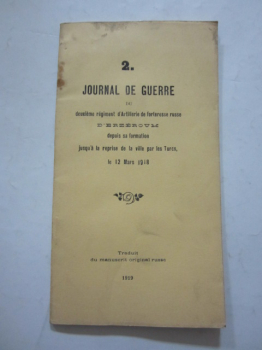 2.
JOURNAL DE GUERRE
du
deuxième régiment d'Artillerie de forteresse russe
D'ERZEROUM
depuis sa formation
jusqu'à la reprise de la ville par les Turcs,
le 12 Mars 1918
Traduit
du manuscrit original russe
1919